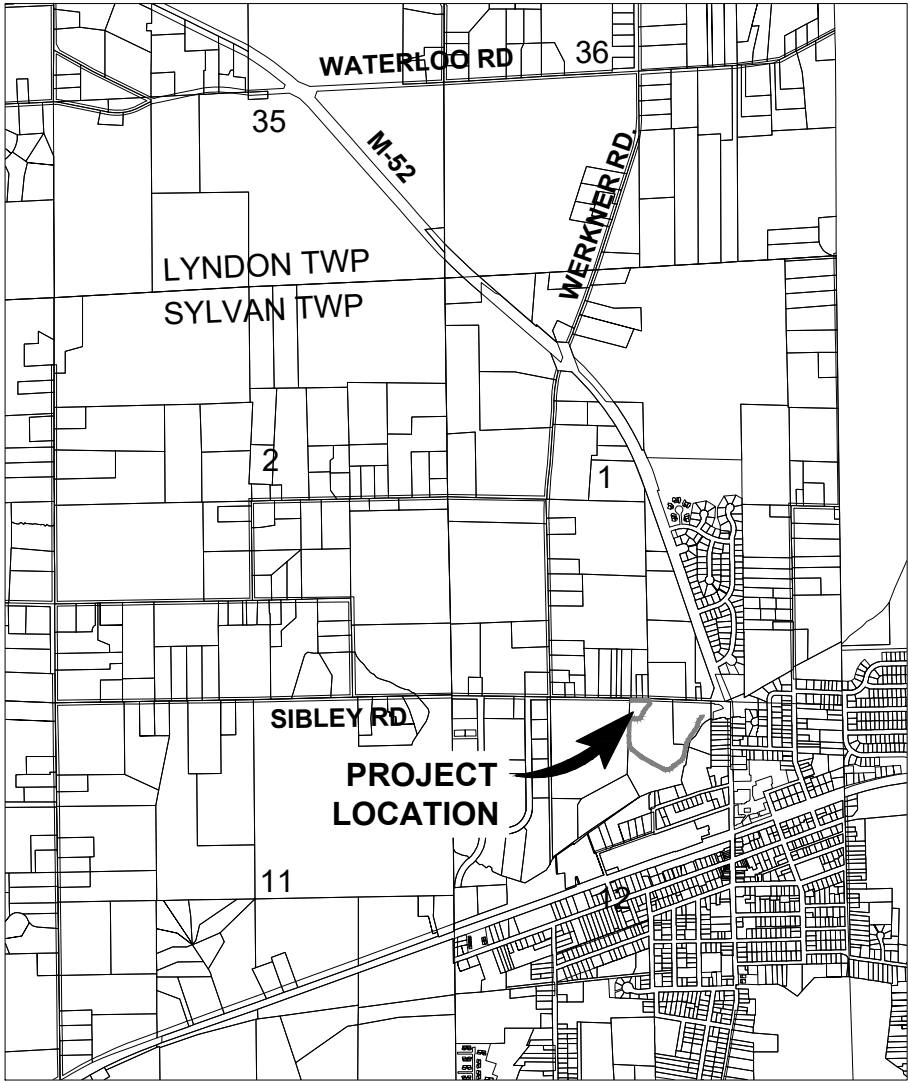 WATERLOO RD
36
35
M-52
WERKNER RD.
LYNDON TWP
SYLVAN TWP
2
1
SIBLEY RD
PROJECT
LOCATION
11
12